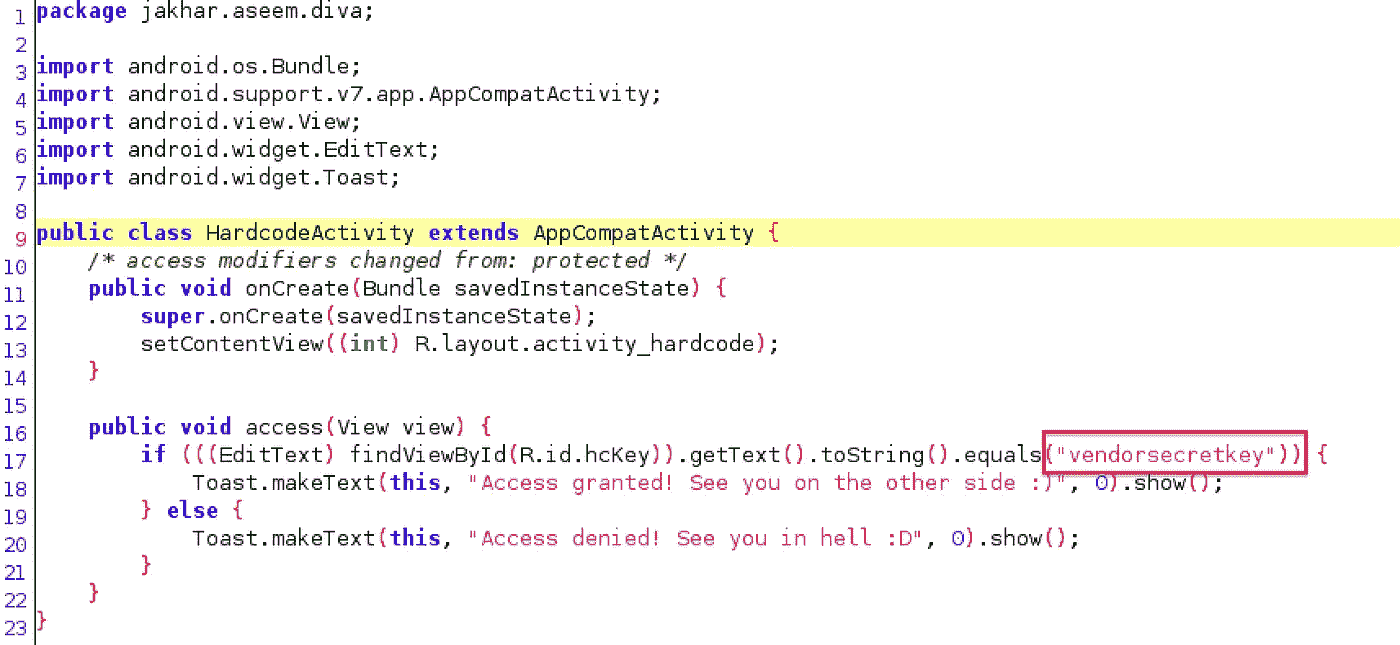 1 package jakhar.aseem.diva;
2
3 import android.os.Bundle;
4 import android.support.v7.app.AppCompatActivity;
5 import android.view.View;
6 import android.widget.EditText;
7 import android.widget.Toast;
8
9 public class HardcodeActivity extends AppCompatActivity {
10     /* access modifiers changed from: protected */
11     public void onCreate(Bundle savedInstanceState) {
12         super.onCreate(savedInstanceState);
13         setContentView((int) R.layout.activity_hardcode);
14     }
15
16     public void access(View view) {
17         if (((EditText) findViewById(R.id.hcKey)).getText().toString().equals("vendorsecretkey")) {
18             Toast.makeText(this, "Access granted! See you on the other side :)", 0).show();
19         } else {
20             Toast.makeText(this, "Access denied! See you in hell :D", 0).show();
21         }
22     }
23 }